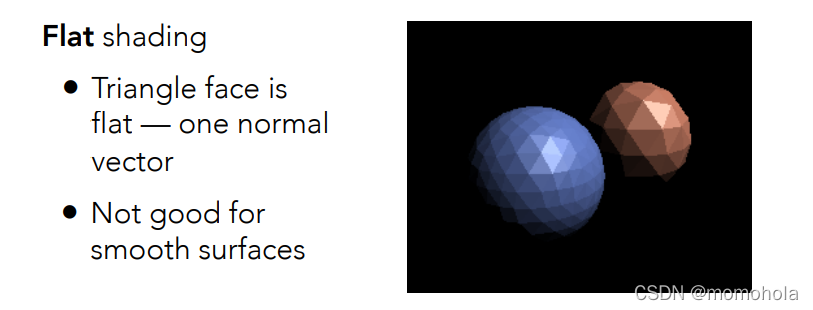 Flat shading
• Triangle face is
flat — one normal
vector
• Not good for
smooth surfaces
CSDN @momohola